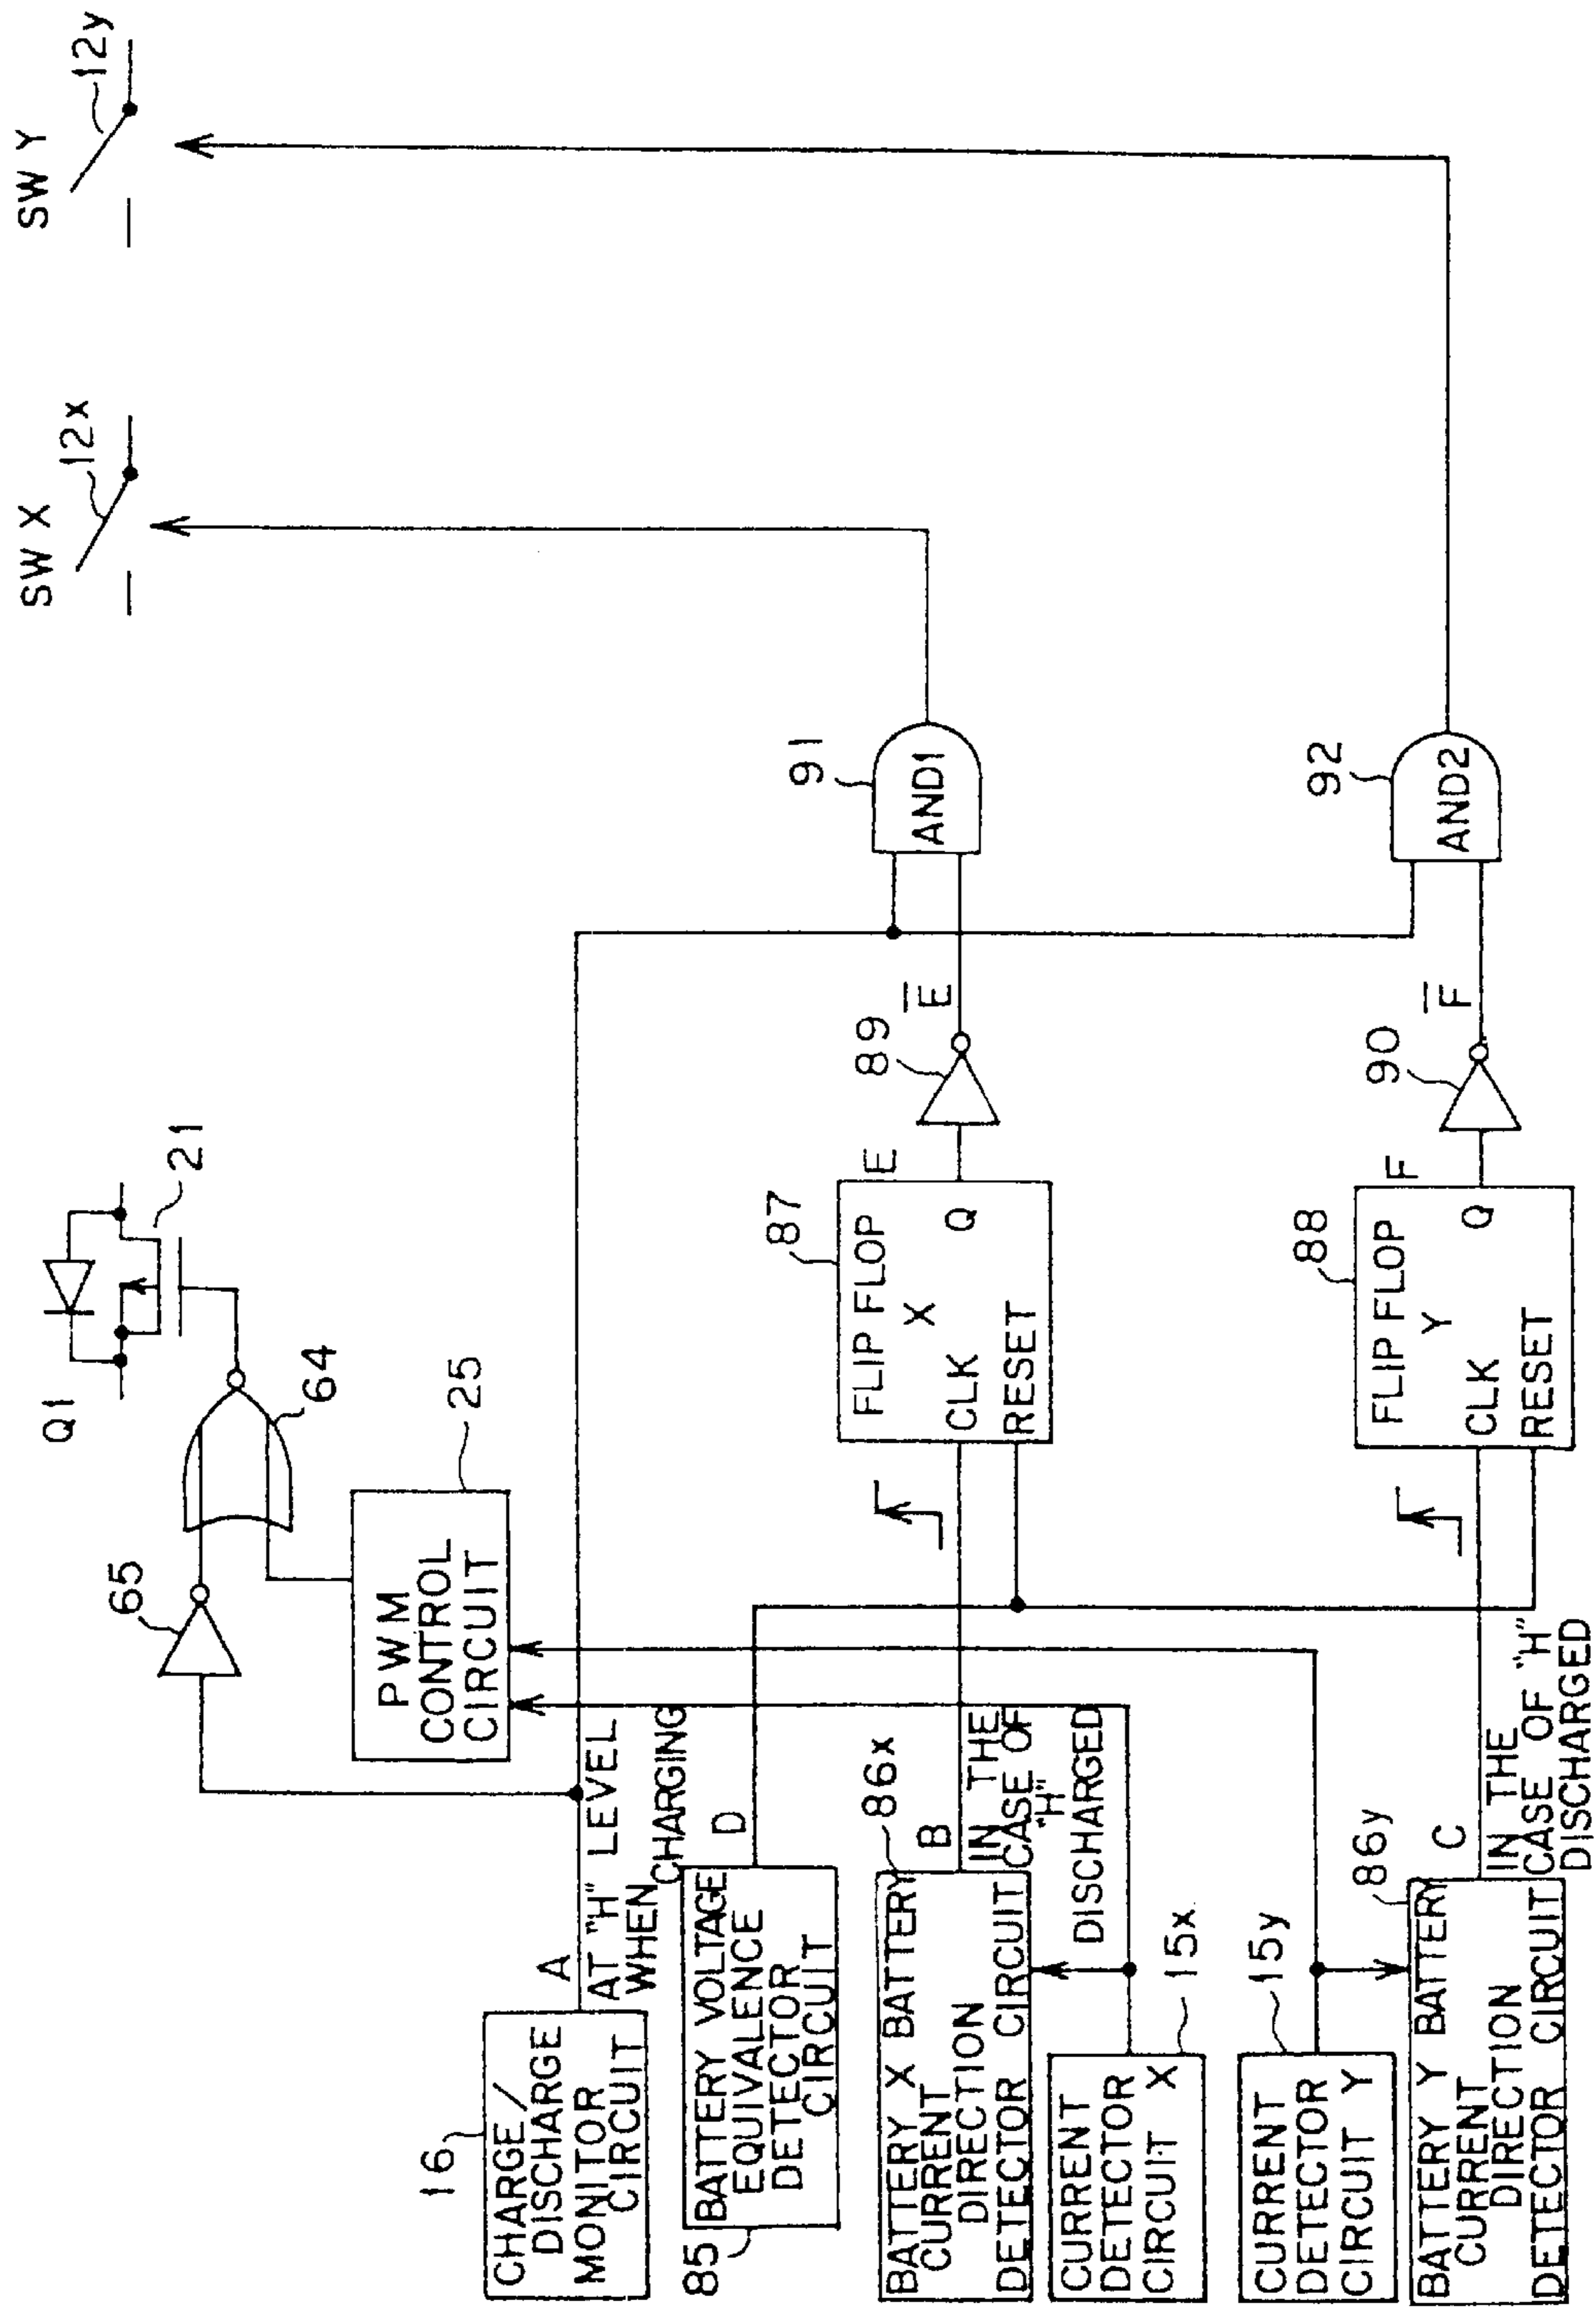 SW X
12x
SW Y
12y
Q1
21
64
65
25
PWM
CONTROL
CIRCUIT
16
CHARGE/
DISCHARGE
MONITOR
CIRCUIT
A
AT "H" LEVEL
WHEN CHARGING
85
BATTERY VOLTAGE
EQUIVALENCE
DETECTOR
CIRCUIT
D
86x
BATTERY X BATTERY
CURRENT
DIRECTION
DETECTOR CIRCUIT
B
IN THE
CASE OF
"H"
DISCHARGED
CURRENT
DETECTOR
CIRCUIT X
15x
CURRENT
DETECTOR
CIRCUIT Y
15y
86y
BATTERY Y BATTERY
CURRENT
DIRECTION
DETECTOR CIRCUIT
C
IN THE
CASE OF "H"
DISCHARGED
87
FLIP FLOP
X
CLK
Q
RESET
E
89
E̅
91
AND1
88
FLIP FLOP
Y
CLK
Q
RESET
F
90
F̅
92
AND2